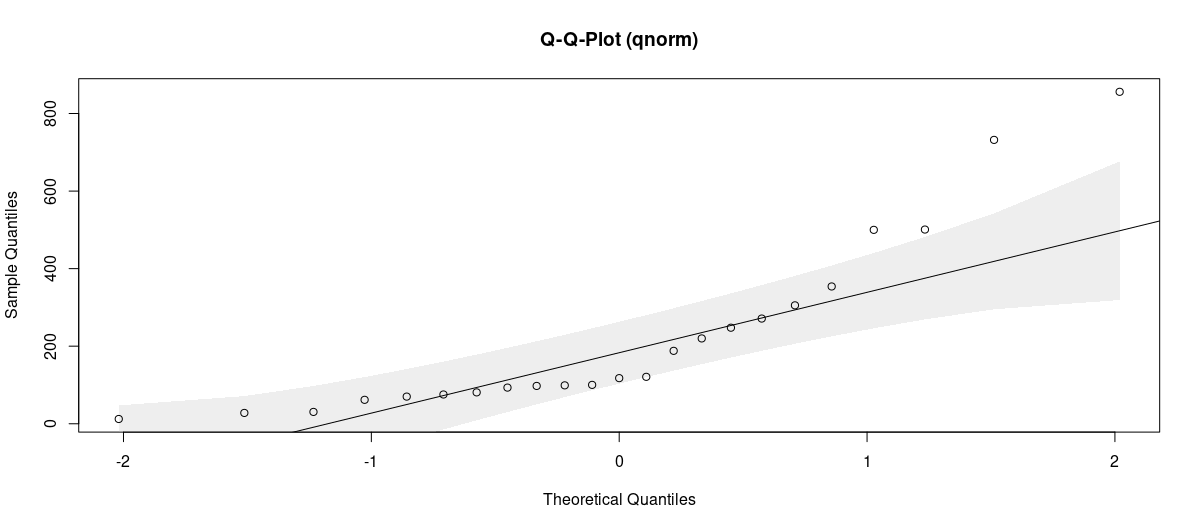 Q-Q-Plot (qnorm)
Sample Quantiles
800
600
400
200
0
-2 -1 0 1 2
Theoretical Quantiles